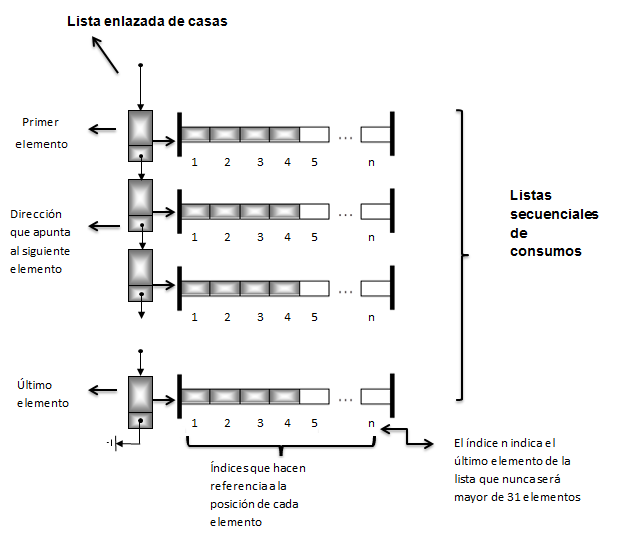 Lista enlazada de casas
Primer
elemento
1 2 3 4 5 n
...
Dirección
que apunta
al siguiente
elemento
...
1 2 3 4 5 n
Listas
secuenciales
de
consumos
...
1 2 3 4 5 n
Último
elemento
...
1 2 3 4 5 n
Índices que hacen
referencia a la
posición de cada
elemento
El índice n indica el
último elemento de la
lista que nunca será
mayor de 31 elementos